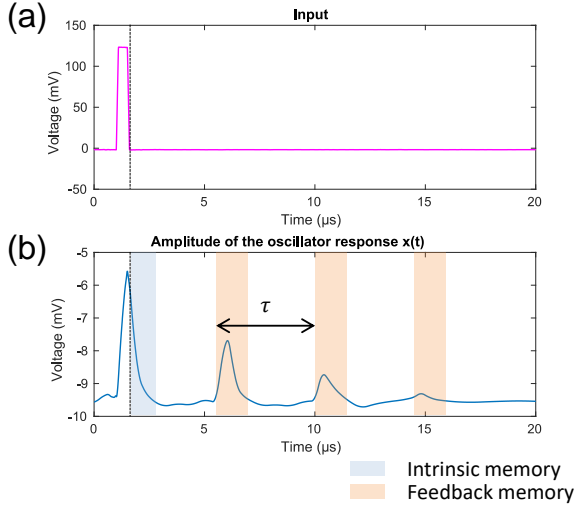 (a)
Input
150
100
50
0
-50
Voltage (mV)
0 5 10 15 20
Time (µs)
(b)
Amplitude of the oscillator response x(t)
-5
-6
-7
-8
-9
-10
Voltage (mV)
τ
0 5 10 15 20
Time (µs)
Intrinsic memory
Feedback memory